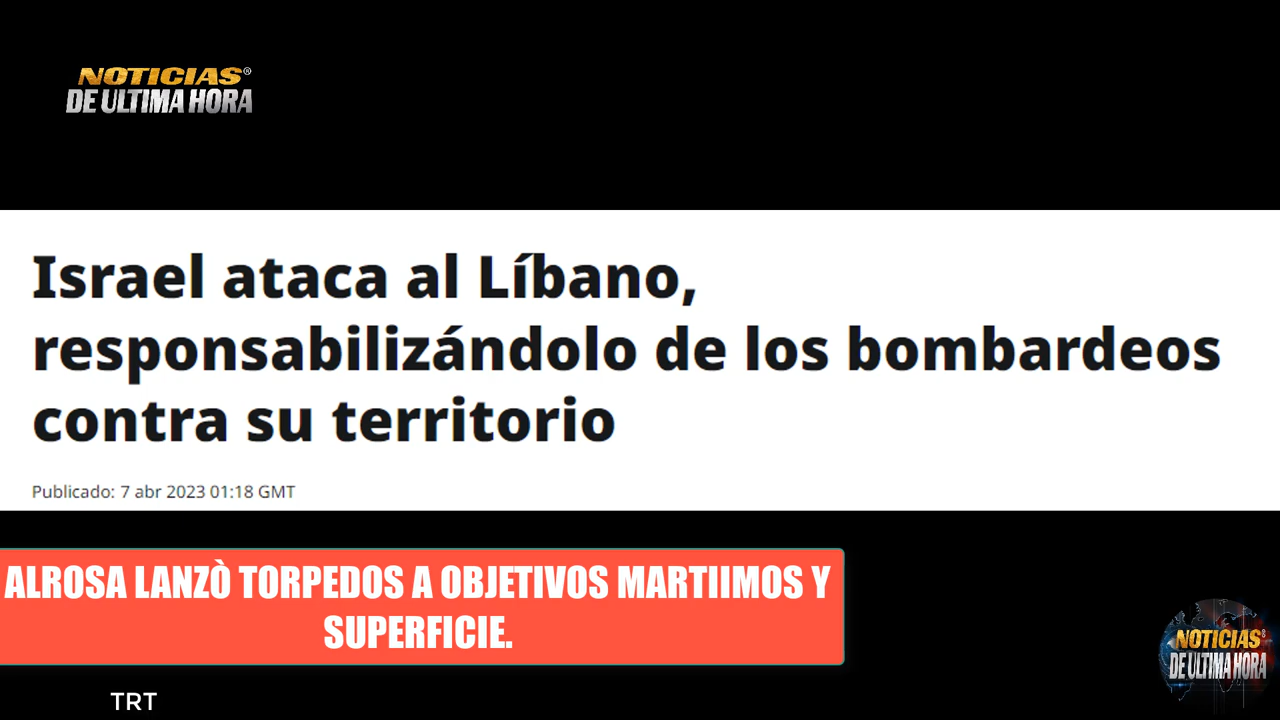 NOTICIAS®
DE ULTIMA HORA
Israel ataca al Líbano,
responsabilizándolo de los bombardeos
contra su territorio
Publicado: 7 abr 2023 01:18 GMT
ALROSA LANZÒ TORPEDOS A OBJETIVOS MARTIIMOS Y
SUPERFICIE.
NOTICIAS®
DE ULTIMA HORA
TRT